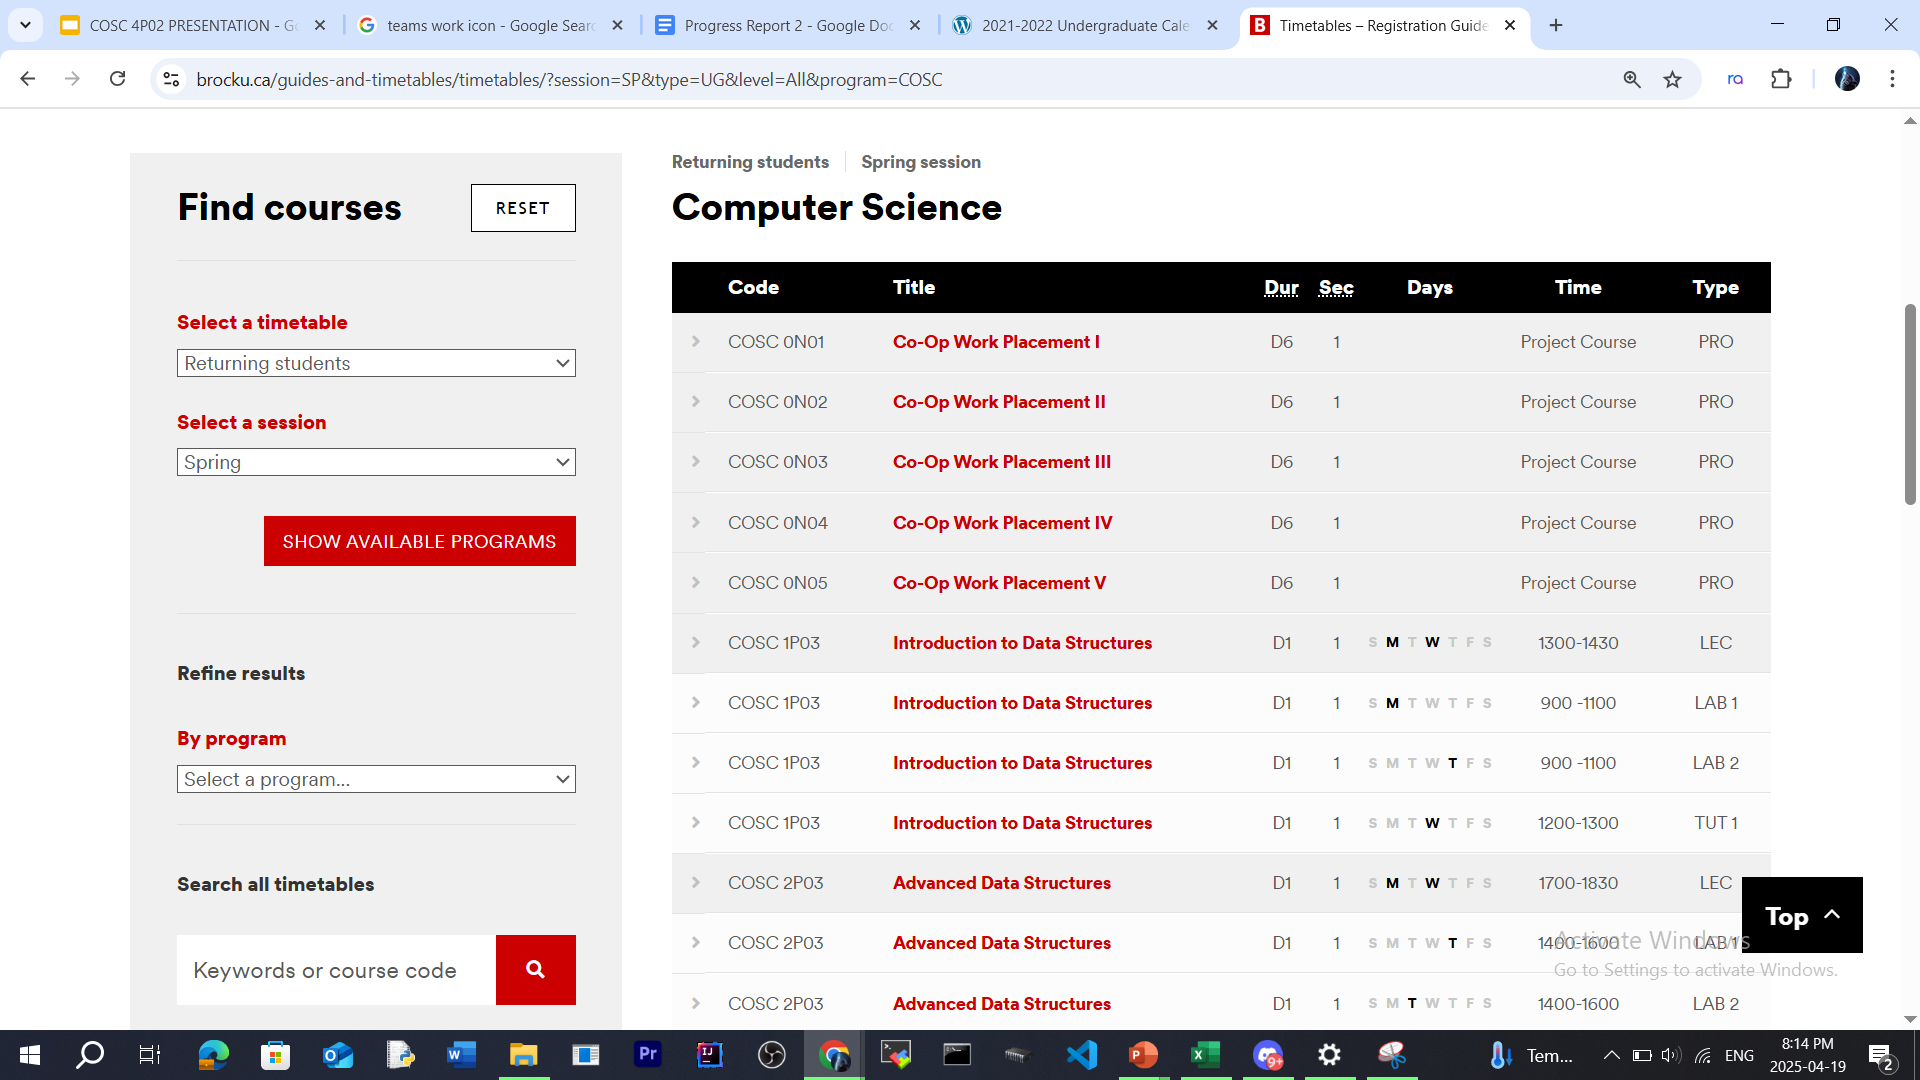 COSC 4P02 PRESENTATION - Go
teams work icon - Google Searc
Progress Report 2 - Google Doc
2021-2022 Undergraduate Cale
Timetables – Registration Guide
brocku.ca/guides-and-timetables/timetables/?session=SP&type=UG&level=All&program=COSC
Find courses
RESET
Select a timetable
Returning students
Select a session
Spring
SHOW AVAILABLE PROGRAMS
Refine results
By program
Select a program...
Search all timetables
Keywords or course code
Returning students Spring session
Computer Science
Code Title Dur Sec Days Time Type
COSC 0N01 Co-Op Work Placement I D6 1 Project Course PRO
COSC 0N02 Co-Op Work Placement II D6 1 Project Course PRO
COSC 0N03 Co-Op Work Placement III D6 1 Project Course PRO
COSC 0N04 Co-Op Work Placement IV D6 1 Project Course PRO
COSC 0N05 Co-Op Work Placement V D6 1 Project Course PRO
COSC 1P03 Introduction to Data Structures D1 1 S M T W T F S 1300-1430 LEC
COSC 1P03 Introduction to Data Structures D1 1 S M T W T F S 900 -1100 LAB 1
COSC 1P03 Introduction to Data Structures D1 1 S M T W T F S 900 -1100 LAB 2
COSC 1P03 Introduction to Data Structures D1 1 S M T W T F S 1200-1300 TUT 1
COSC 2P03 Advanced Data Structures D1 1 S M T W T F S 1700-1830 LEC
COSC 2P03 Advanced Data Structures D1 1 S M T W T F S 1400-1600 LAB 1
COSC 2P03 Advanced Data Structures D1 1 S M T W T F S 1400-1600 LAB 2
Top
Activate Windows
Go to Settings to activate Windows.
Tem...
ENG
8:14 PM
2025-04-19
2